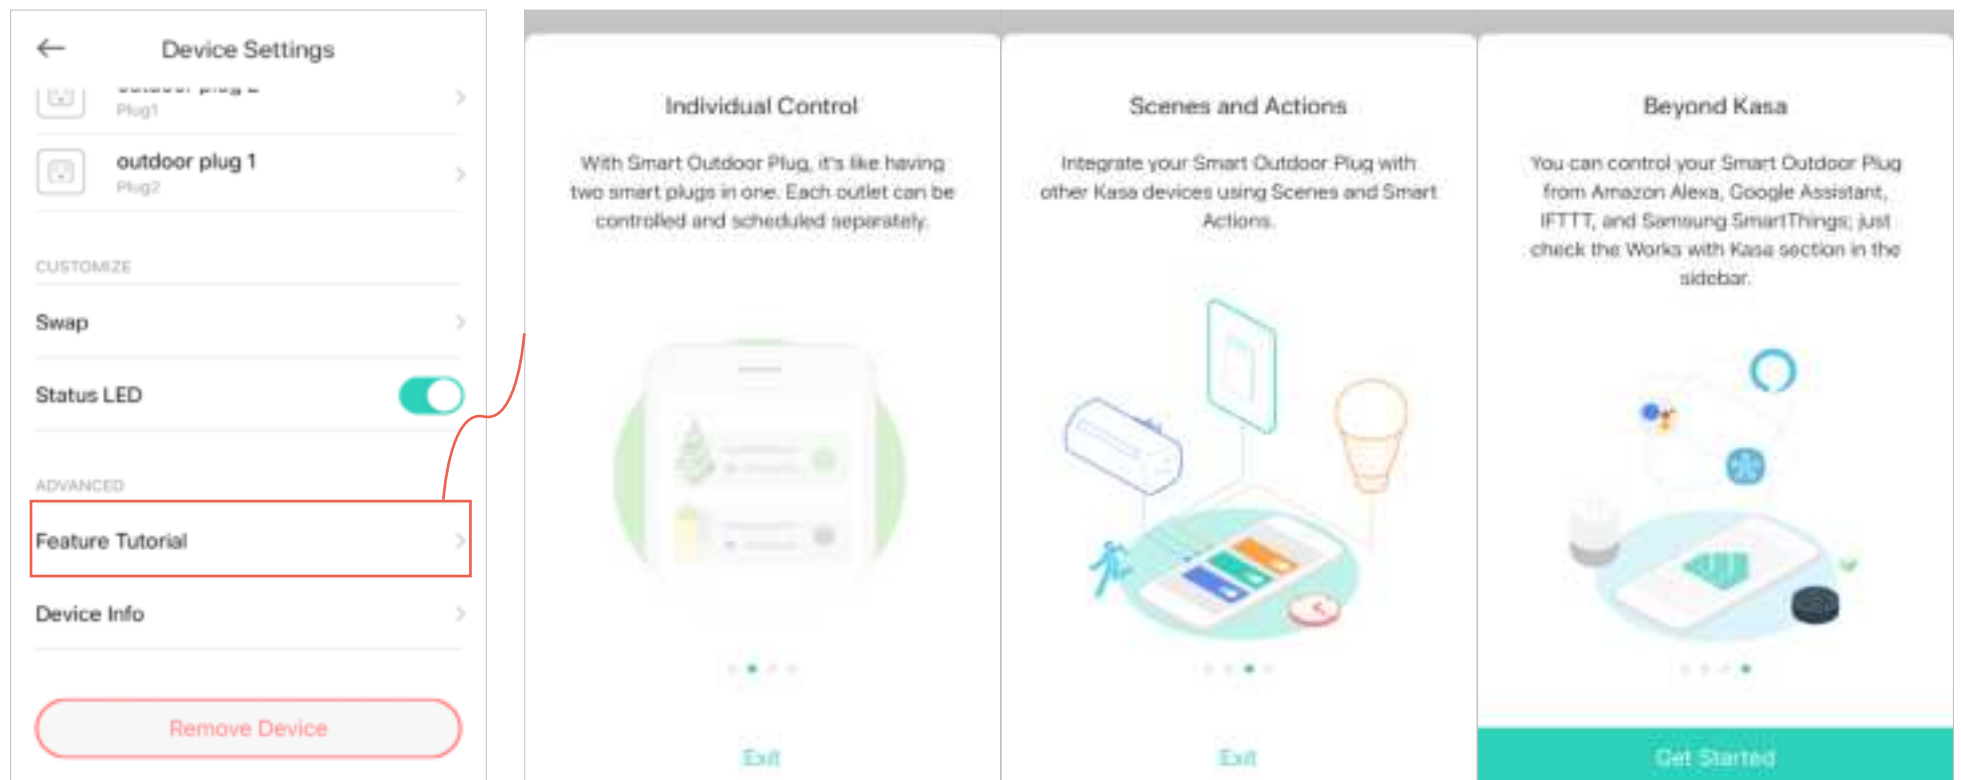 Device Settings
outdoor plug 2
Plug1
outdoor plug 1
Plug2
CUSTOMIZE
Swap
Status LED
ADVANCED
Feature Tutorial
Device Info
Remove Device
Individual Control
With Smart Outdoor Plug, it's like having
two smart plugs in one. Each outlet can be
controlled and scheduled separately.
Exit
Scenes and Actions
Integrate your Smart Outdoor Plug with
other Kasa devices using Scenes and Smart
Actions.
Exit
Beyond Kasa
You can control your Smart Outdoor Plug
from Amazon Alexa, Google Assistant,
IFTTT, and Samsung SmartThings; just
check the Works with Kasa section in the
sidebar.
Get Started